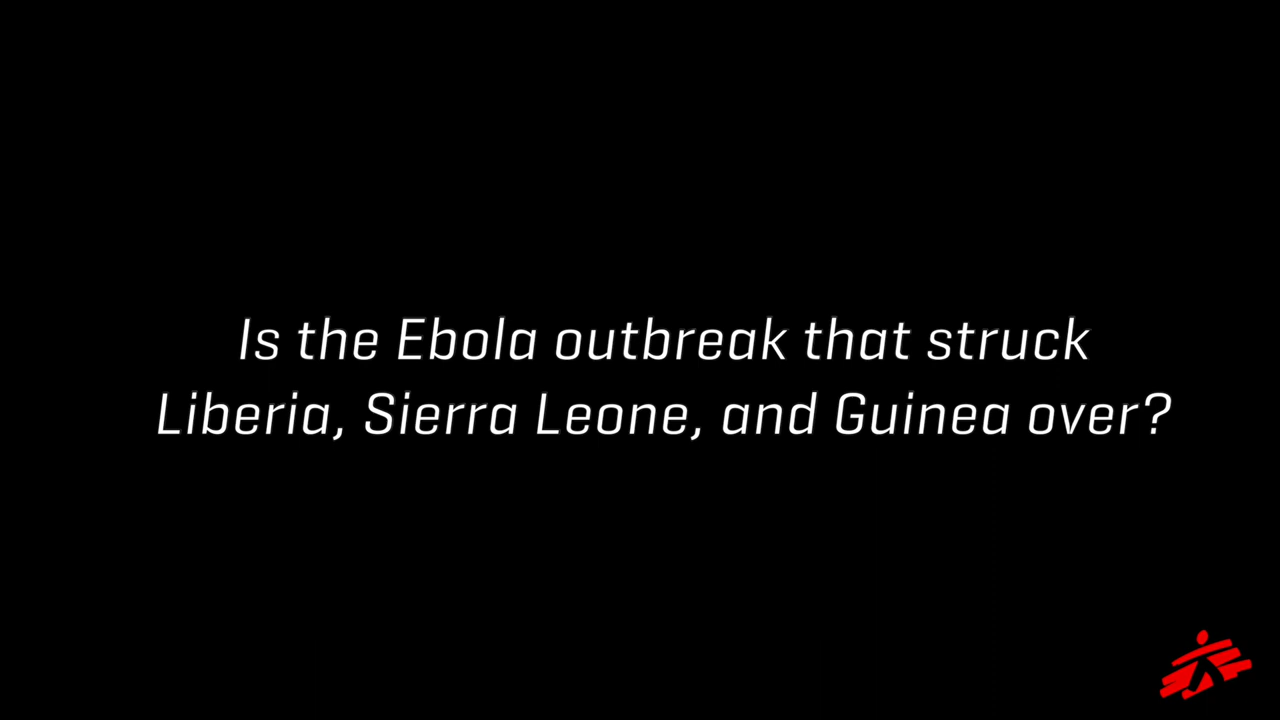 Is the Ebola outbreak that struck
Liberia, Sierra Leone, and Guinea over?